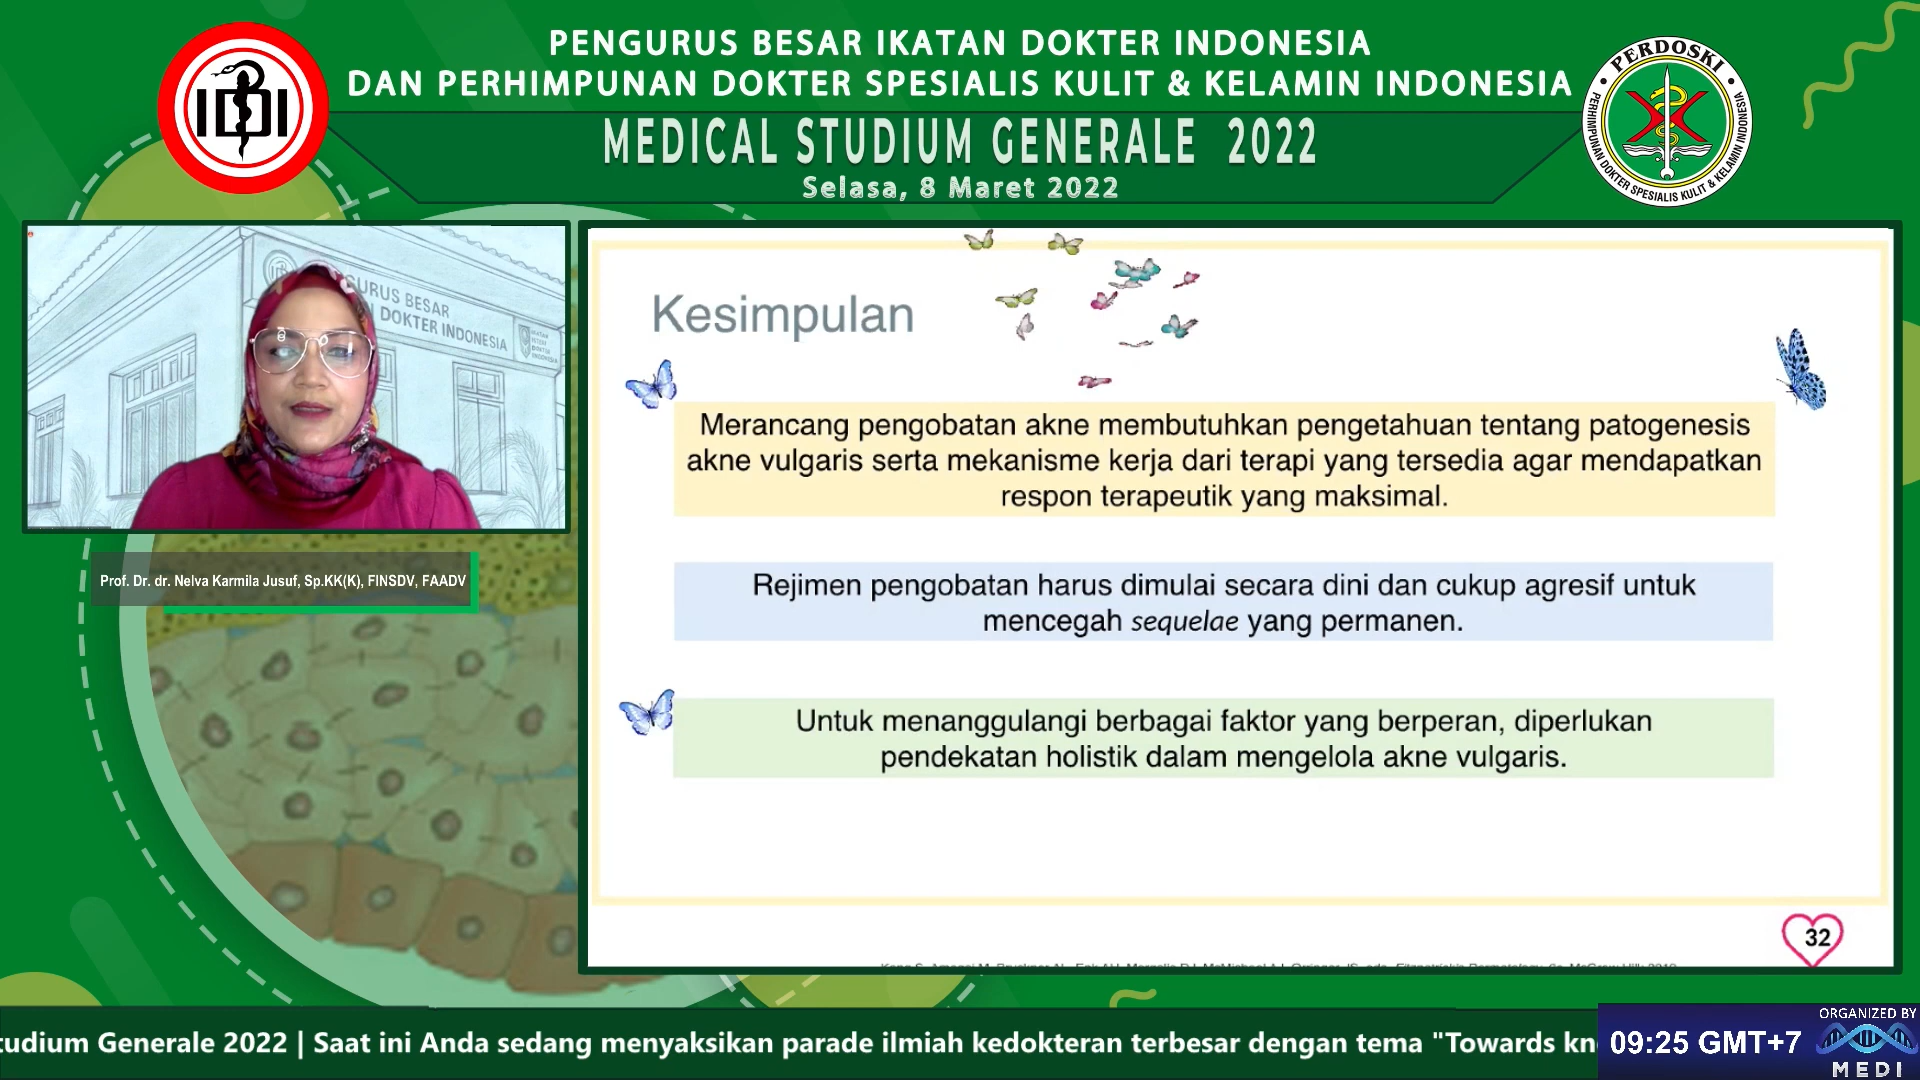 PENGURUS BESAR IKATAN DOKTER INDONESIA
DAN PERHIMPUNAN DOKTER SPESIALIS KULIT & KELAMIN INDONESIA
MEDICAL STUDIUM GENERALE 2022
Selasa, 8 Maret 2022
IDI
PERDOSKI
PERHIMPUNAN DOKTER SPESIALIS KULIT & KELAMIN INDONESIA
GURUS BESAR
DOKTER INDONESIA
IKATAN
DOKTER
INDONESIA
Prof. Dr. dr. Nelva Karmila Jusuf, Sp.KK(K), FINSDV, FAADV
Kesimpulan
Merancang pengobatan akne membutuhkan pengetahuan tentang patogenesis
akne vulgaris serta mekanisme kerja dari terapi yang tersedia agar mendapatkan
respon terapeutik yang maksimal.
Rejimen pengobatan harus dimulai secara dini dan cukup agresif untuk
mencegah sequelae yang permanen.
Untuk menanggulangi berbagai faktor yang berperan, diperlukan
pendekatan holistik dalam mengelola akne vulgaris.
32
tudium Generale 2022 | Saat ini Anda sedang menyaksikan parade ilmiah kedokteran terbesar dengan tema "Towards kn
09:25 GMT+7
ORGANIZED BY
MEDI